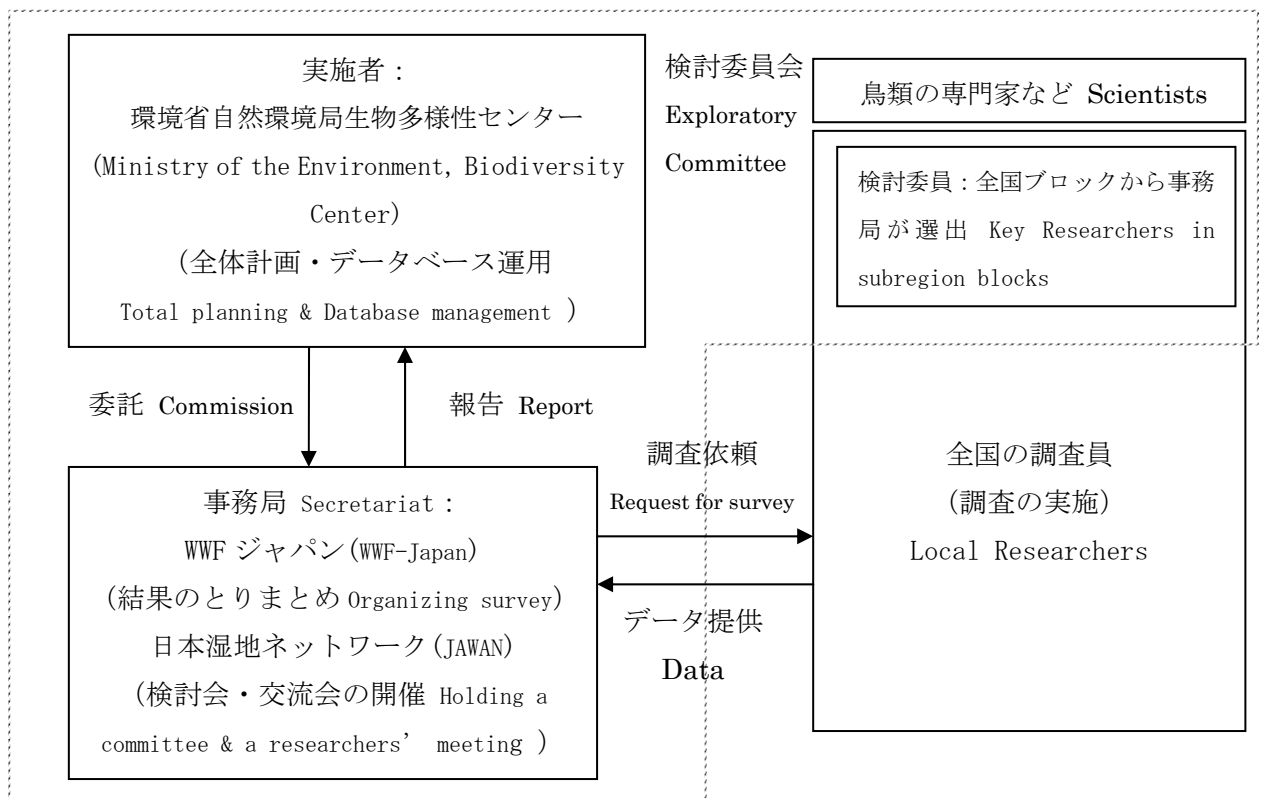 実施者：
環境省自然環境局生物多様性センター
(Ministry of the Environment, Biodiversity
Center)
（全体計画・データベース運用
Total planning & Database management ）
検討委員会
Exploratory
Committee
鳥類の専門家など Scientists
検討委員：全国ブロックから事務
局が選出 Key Researchers in
subregion blocks
委託 Commission
報告 Report
調査依頼
Request for survey
データ提供
Data
事務局 Secretariat：
WWF ジャパン(WWF-Japan)
（結果のとりまとめ Organizing survey）
日本湿地ネットワーク(JAWAN)
（検討会・交流会の開催 Holding a
committee & a researchers’ meeting ）
全国の調査員
（調査の実施）
Local Researchers